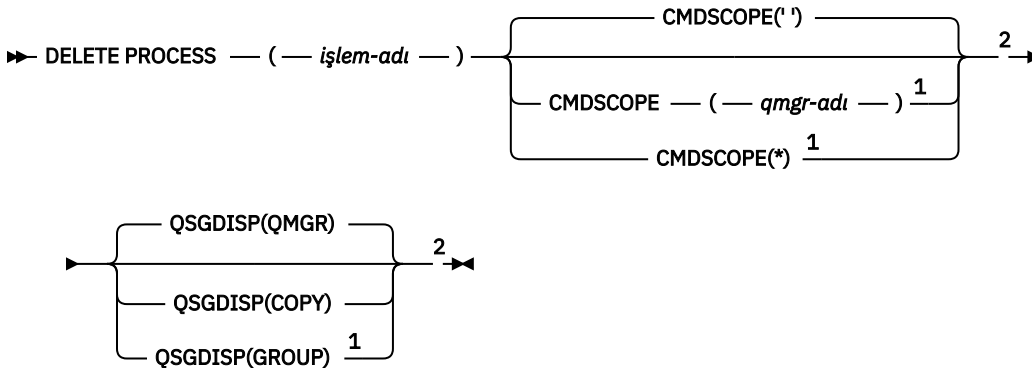 CMDSCOPE(' ')
DELETE PROCESS ( işlem-adı ) 2
CMDSCOPE ( qmgr-adı ) 1
CMDSCOPE(*) 1
QSGDISP(QMGR)
2
QSGDISP(COPY)
QSGDISP(GROUP) 1